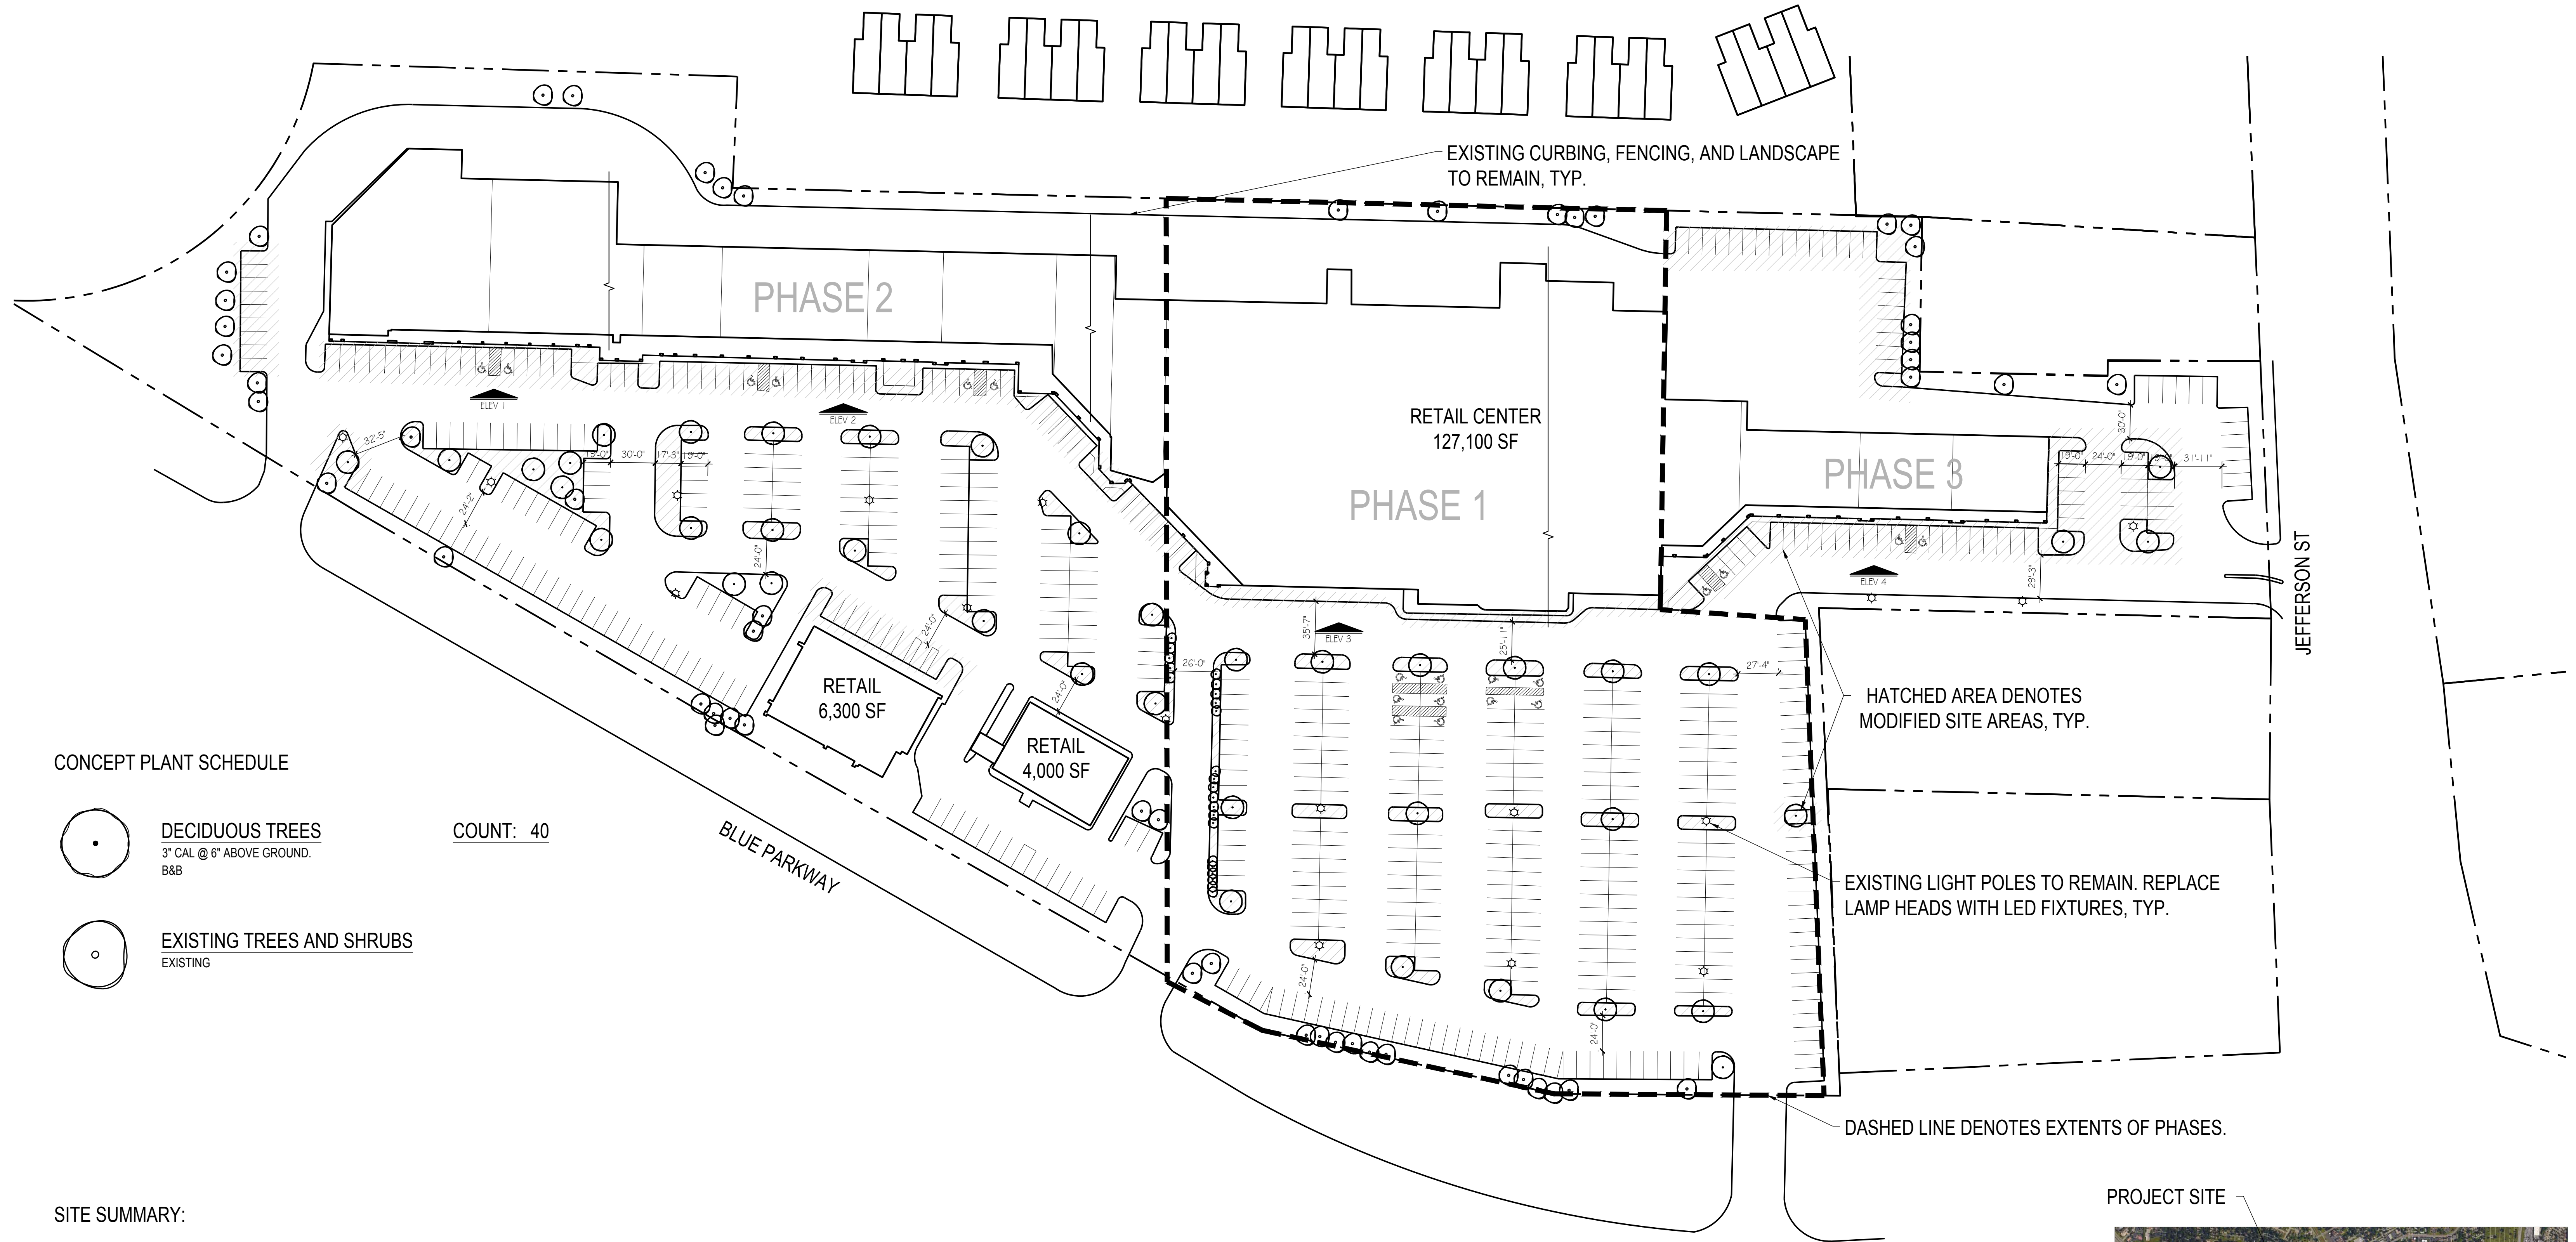 EXISTING CURBING, FENCING, AND LANDSCAPE
TO REMAIN, TYP.
PHASE 2
RETAIL CENTER
127,100 SF
PHASE 1
PHASE 3
ELEV 1
ELEV 2
ELEV 3
ELEV 4
32'-5"
19'-0"
30'-0"
17'-3"
19'-0"
24'-2"
24'-0"
24'-0"
24'-0"
26'-0"
35'-7"
25'-11"
27'-4"
19'-0"
24'-0"
19'-0"
31'-11"
30'-0"
29'-3"
24'-0"
24'-0"
JEFFERSON ST
RETAIL
6,300 SF
RETAIL
4,000 SF
BLUE PARKWAY
HATCHED AREA DENOTES
MODIFIED SITE AREAS, TYP.
EXISTING LIGHT POLES TO REMAIN. REPLACE
LAMP HEADS WITH LED FIXTURES, TYP.
DASHED LINE DENOTES EXTENTS OF PHASES.
CONCEPT PLANT SCHEDULE
DECIDUOUS TREES COUNT: 40
3" CAL @ 6" ABOVE GROUND.
B&B
EXISTING TREES AND SHRUBS
EXISTING
SITE SUMMARY:
PROJECT SITE